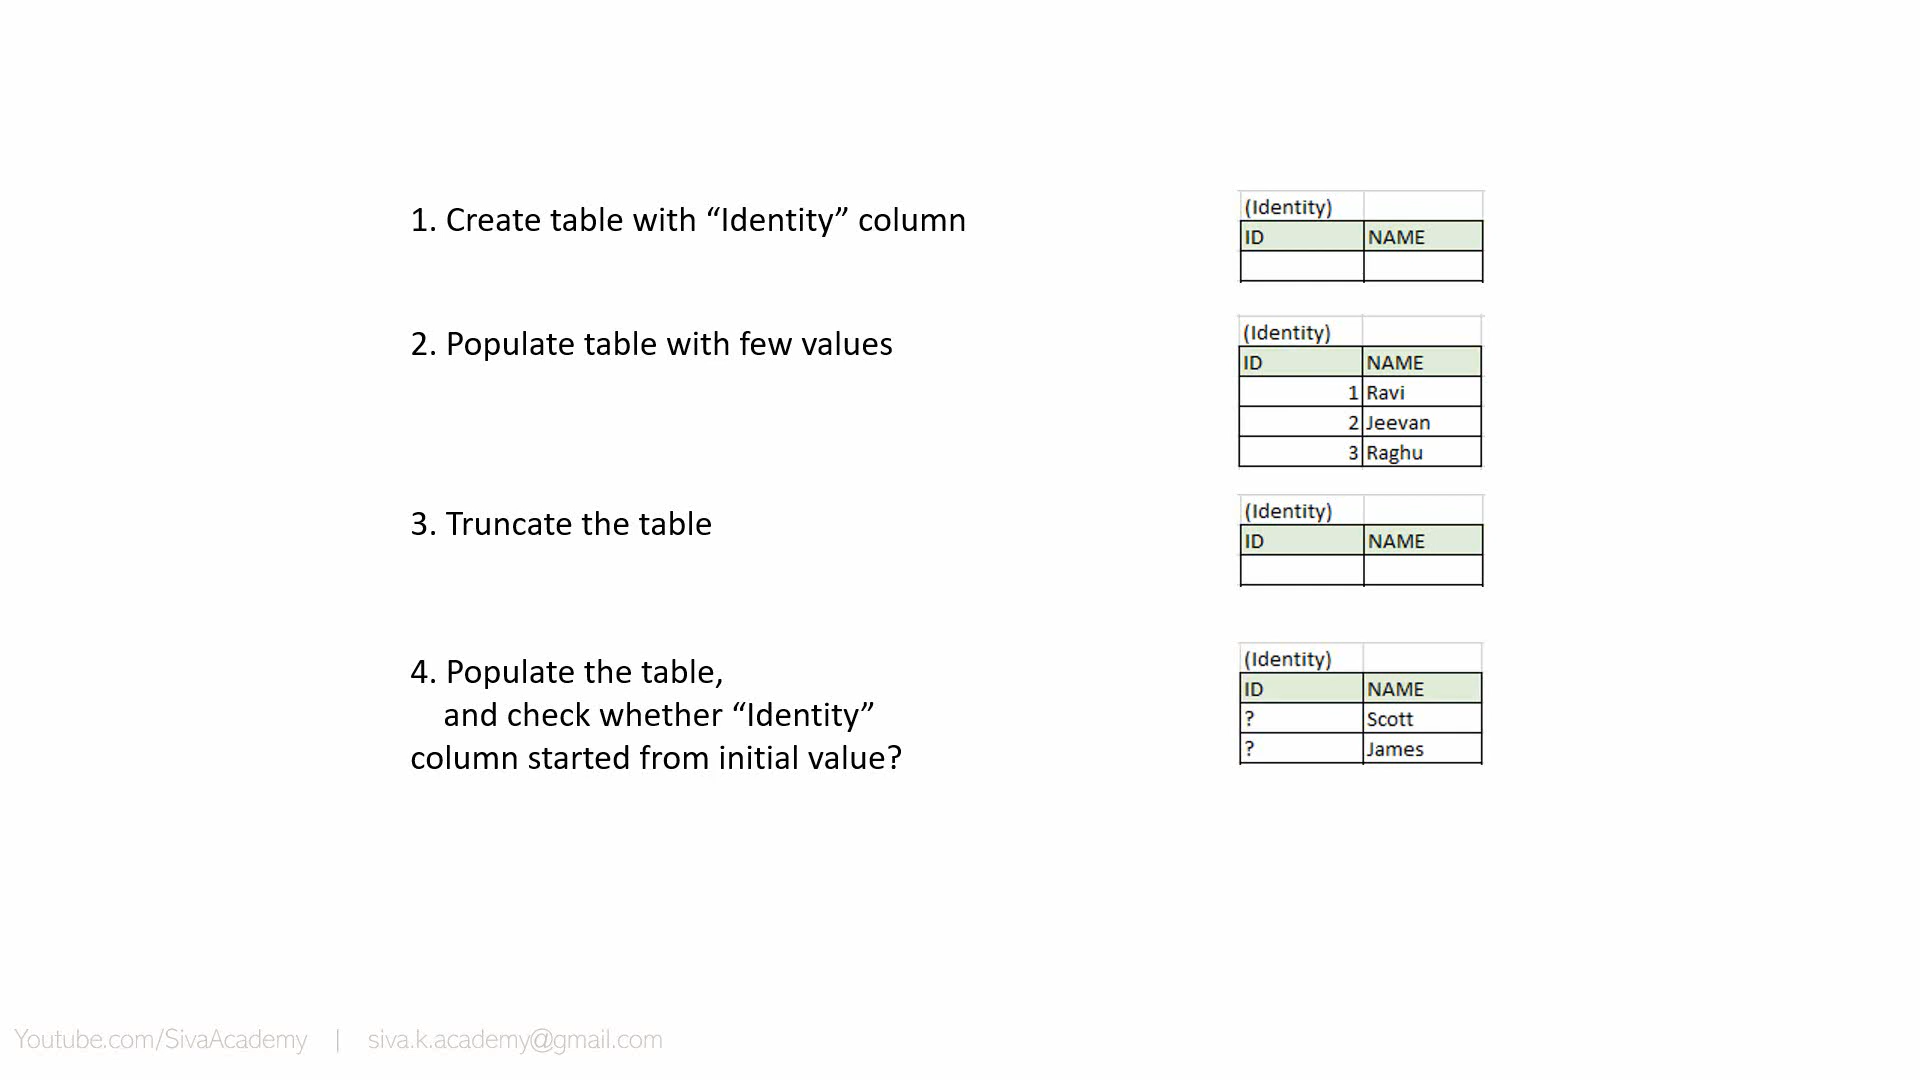 1. Create table with “Identity” column
(Identity)
ID NAME
2. Populate table with few values
(Identity)
ID NAME
1 Ravi
2 Jeevan
3 Raghu
3. Truncate the table
(Identity)
ID NAME
4. Populate the table,
and check whether “Identity”
column started from initial value?
(Identity)
ID NAME
? Scott
? James
Youtube.com/SivaAcademy | siva.k.academy@gmail.com